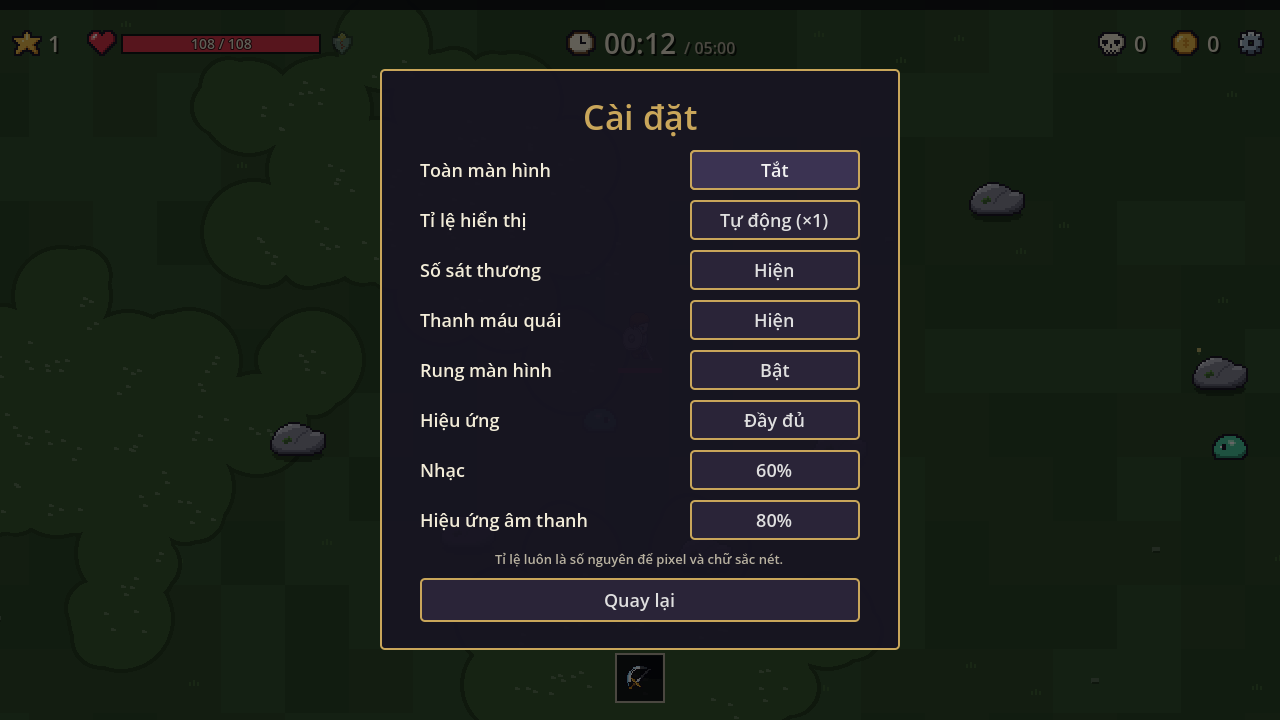 1
108 / 108
00:12 / 05:00
0
0
Cài đặt
Toàn màn hình Tắt
Tỉ lệ hiển thị Tự động (×1)
Số sát thương Hiện
Thanh máu quái Hiện
Rung màn hình Bật
Hiệu ứng Đầy đủ
Nhạc 60%
Hiệu ứng âm thanh 80%
Tỉ lệ luôn là số nguyên để pixel và chữ sắc nét.
Quay lại